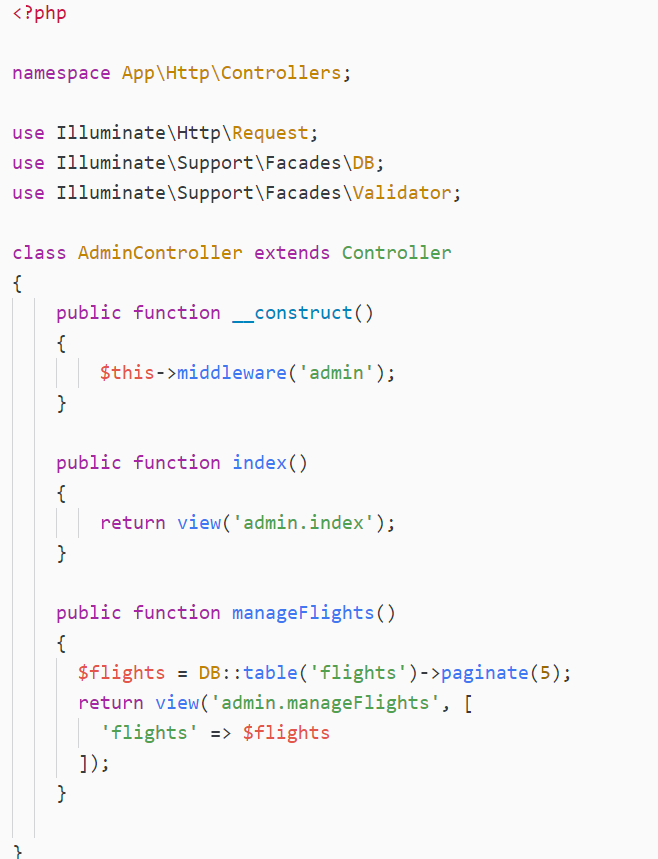 <?php
namespace App\Http\Controllers;
use Illuminate\Http\Request;
use Illuminate\Support\Facades\DB;
use Illuminate\Support\Facades\Validator;
class AdminController extends Controller
{
    public function __construct()
    {
        $this->middleware('admin');
    }
    public function index()
    {
        return view('admin.index');
    }
    public function manageFlights()
    {
      $flights = DB::table('flights')->paginate(5);
      return view('admin.manageFlights', [
        'flights' => $flights
      ]);
    }
}